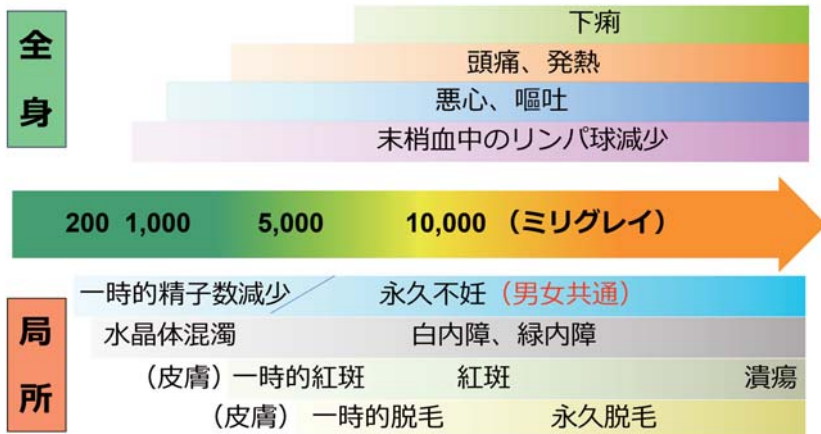 全身
下痢
頭痛、発熱
悪心、嘔吐
末梢血中のリンパ球減少
200 1,000 5,000 10,000 (ミリグレイ)
局所
一時的精子数減少 永久不妊(男女共通)
水晶体混濁 白内障、緑内障
(皮膚)一時的紅斑 紅斑 潰瘍
(皮膚) 一時的脱毛 永久脱毛